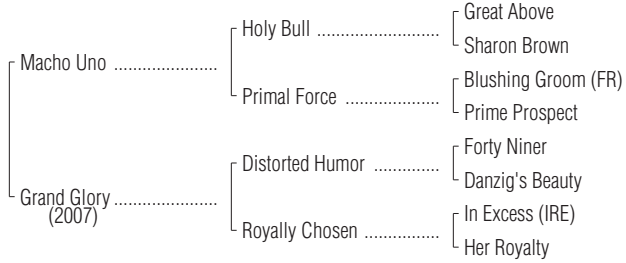 Great Above
Holy Bull ........................
Sharon Brown
Macho Uno ....................
Blushing Groom (FR)
Primal Force ..................
Prime Prospect
Forty Niner
Distorted Humor ..............
Danzig's Beauty
Grand Glory ....................
(2007)
In Excess (IRE)
Royally Chosen ...............
Her Royalty